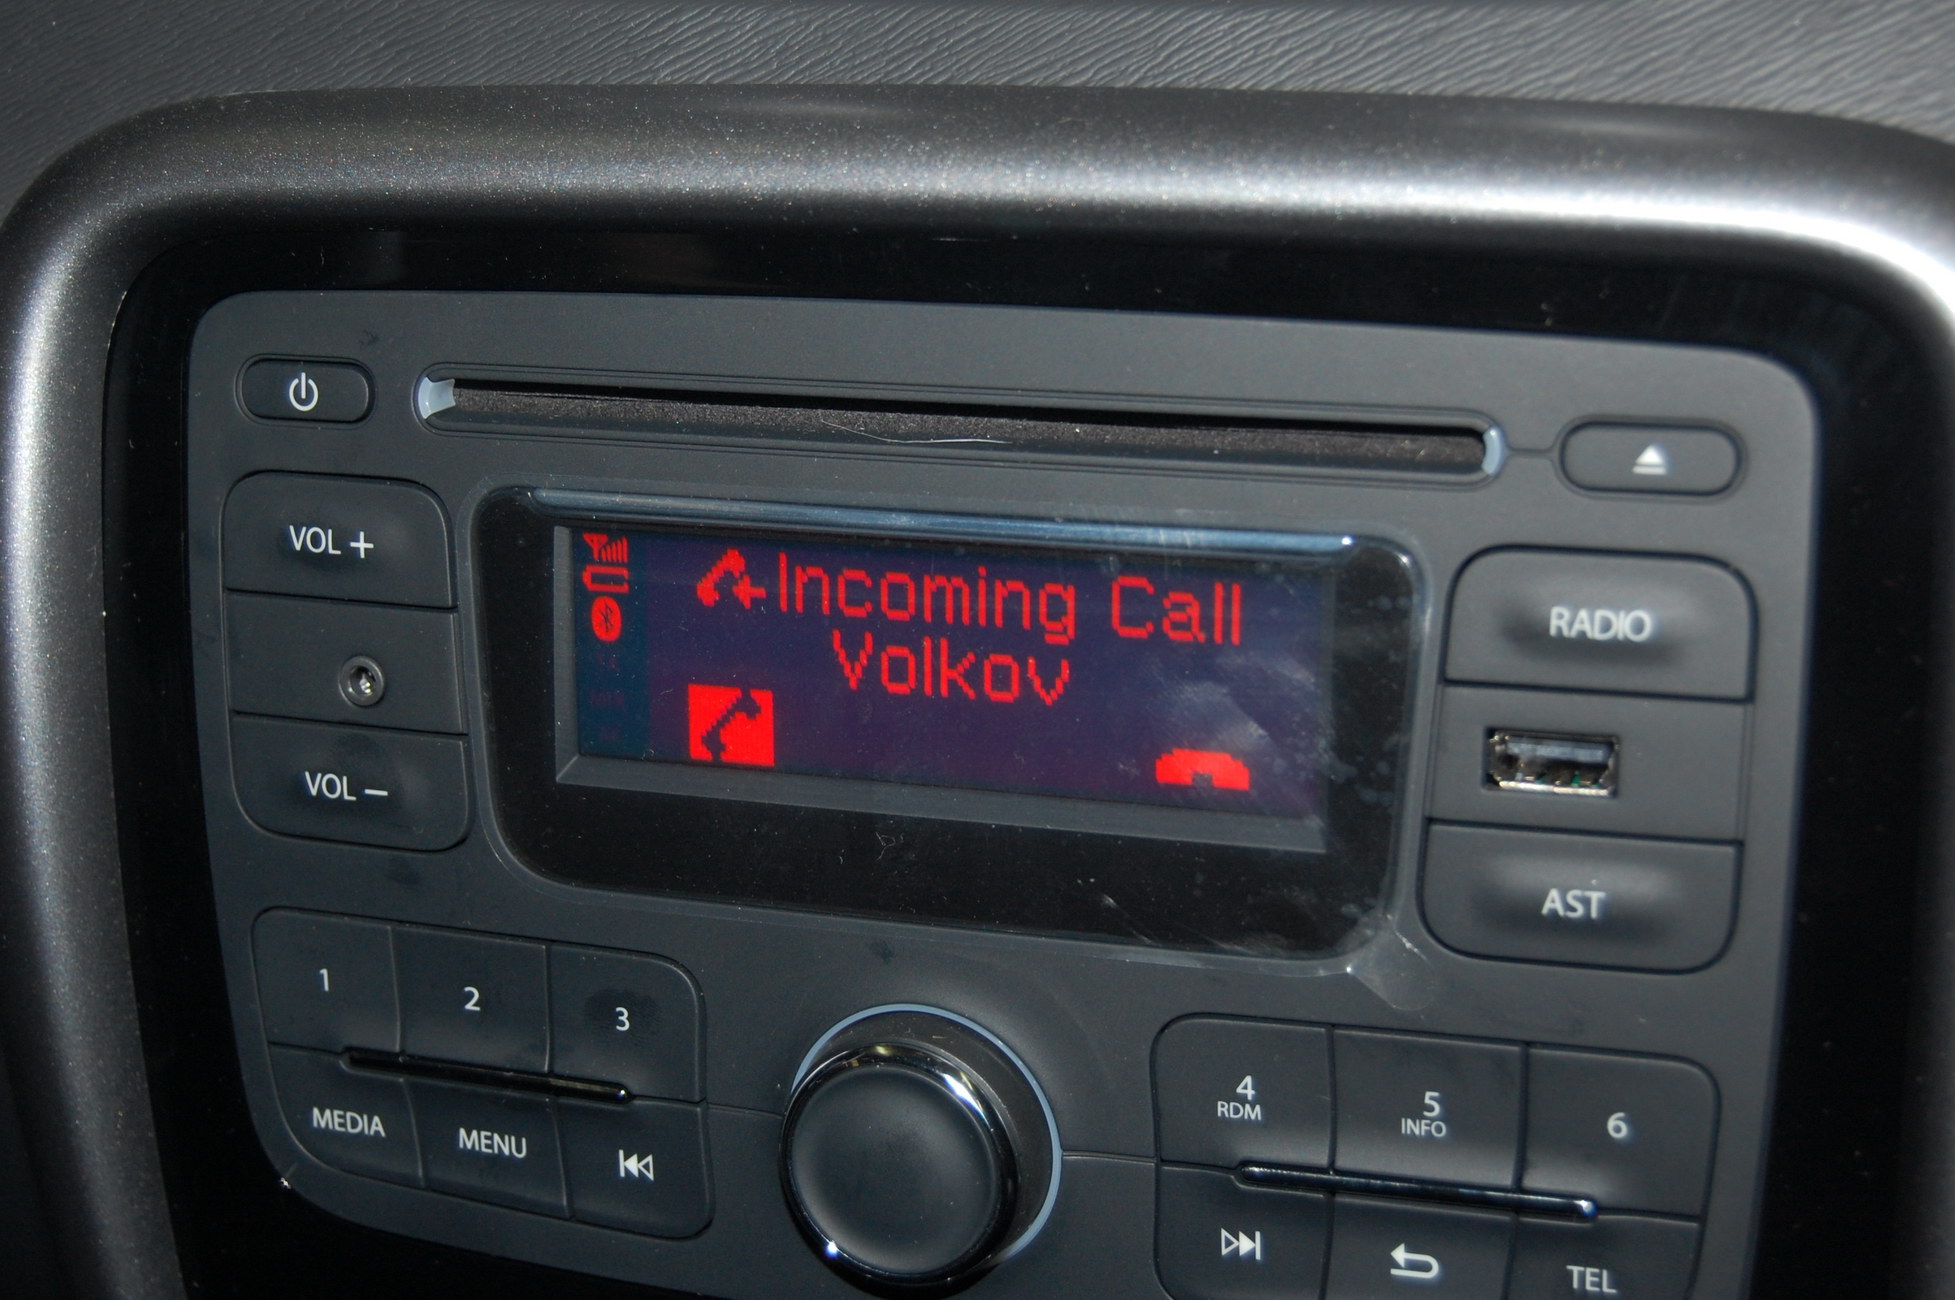 VOL +
Incoming Call
Volkov
RADIO
VOL –
AST
1
2
3
4
RDM
5
INFO
6
MEDIA
MENU
TEL